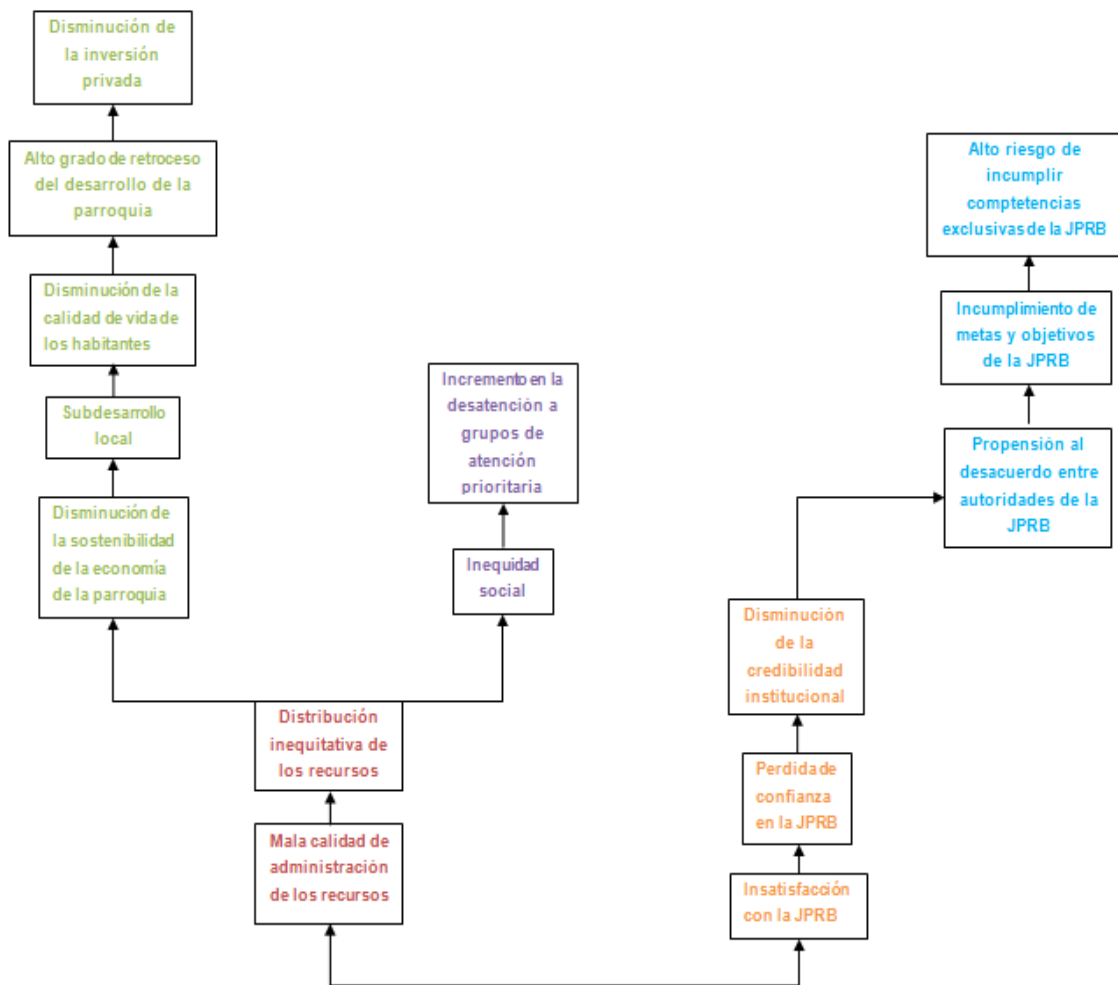 Disminución de
la inversión
privada
Alto grado de retroceso
del desarrollo de la
parroquia
Disminución de la
calidad de vida de
los habitantes
Subdesarrollo
local
Disminución de
la sostenibilidad
de la economía
de la parroquia
Incremento en la
desatención a
grupos de
atención
prioritaria
Inequidad
social
Distribución
inequitativa de
los recursos
Mala calidad de
administración
de los recursos
Alto riesgo de
incumplir
comptetencias
exclusivas de la JPRB
Incumplimiento de
metas y objetivos
de la JPRB
Propensión al
desacuerdo entre
autoridades de la
JPRB
Disminución
de la
credibilidad
institucional
Perdida de
confianza
en la JPRB
Insatisfacción
con la JPRB